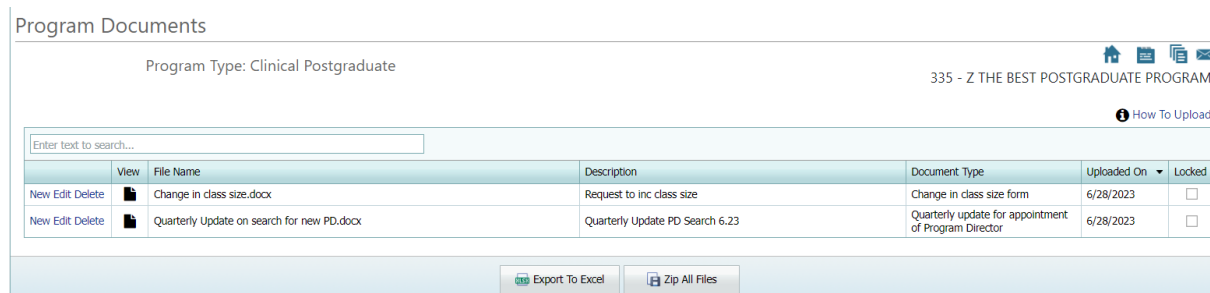 Program Documents
Program Type: Clinical Postgraduate
335 - Z THE BEST POSTGRADUATE PROGRAM
How To Upload
Enter text to search...
View File Name Description Document Type Uploaded On Locked
New Edit Delete Change in class size.docx Request to inc class size Change in class size form 6/28/2023
New Edit Delete Quarterly Update on search for new PD.docx Quarterly Update PD Search 6.23 Quarterly update for appointment of Program Director 6/28/2023
Export To Excel Zip All Files